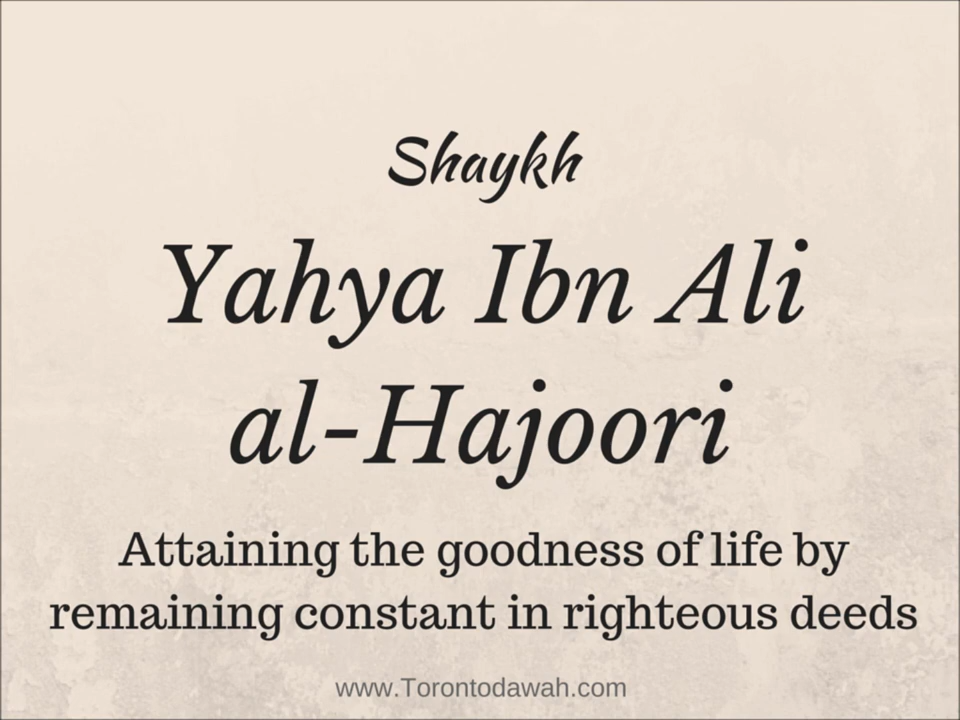 Shaykh
Yahya Ibn Ali
al-Hajoori
Attaining the goodness of life by
remaining constant in righteous deeds
www.Torontodawah.com